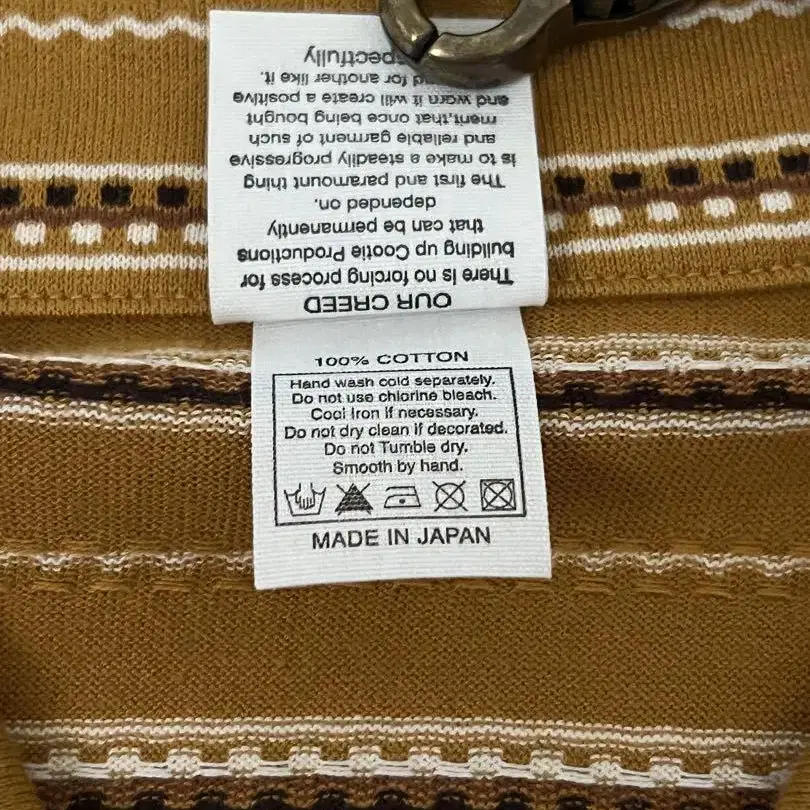 OUR CREED
There is no forcing process for
building up Cootie Productions
that can be permanently
depended on.
The first and paramount thing
is to make a steadily progressive
and reliable garment of such
ment,that once being bought
and worn it will create a positive
for another like it.
100% COTTON
Hand wash cold separately.
Do not use chlorine bleach.
Cool Iron if necessary.
Do not dry clean if decorated.
Do not Tumble dry.
Smooth by hand.
MADE IN JAPAN